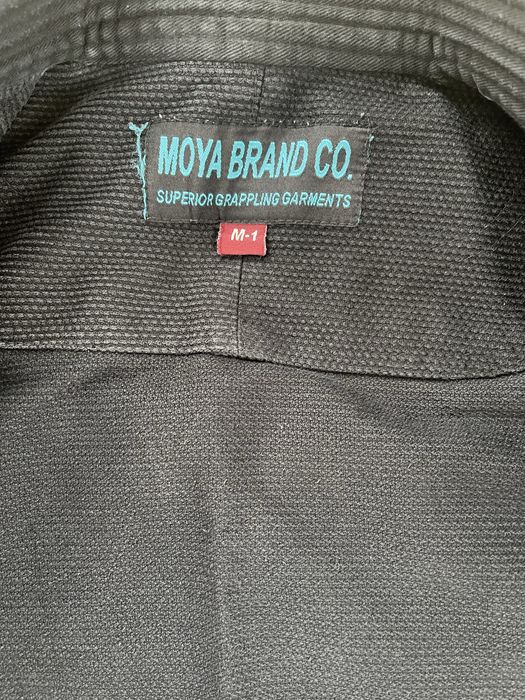 MOYA BRAND CO.
SUPERIOR GRAPPLING GARMENTS
M-1